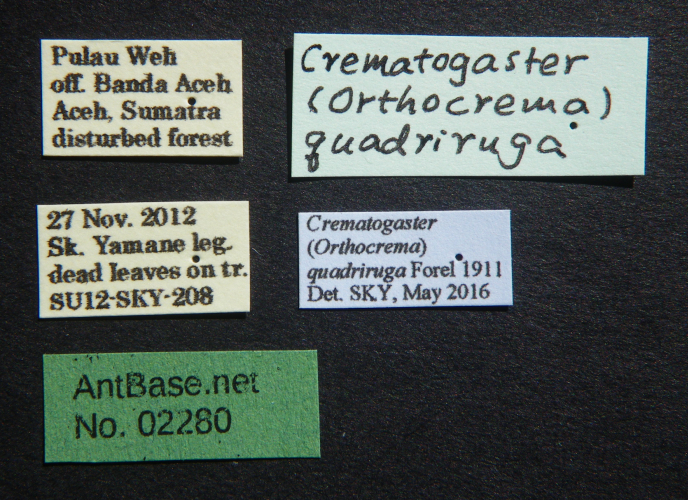 Pulau Weh
off. Banda Aceh
Aceh, Sumatra
disturbed forest
Crematogaster
(Orthocrema)
quadriruga
27 Nov. 2012
Sk. Yamane leg.
dead leaves on tr.
SU12-SKY-208
Crematogaster
(Orthocrema)
quadriruga Forel 1911
Det. SKY, May 2016
AntBase.net
No. 02280